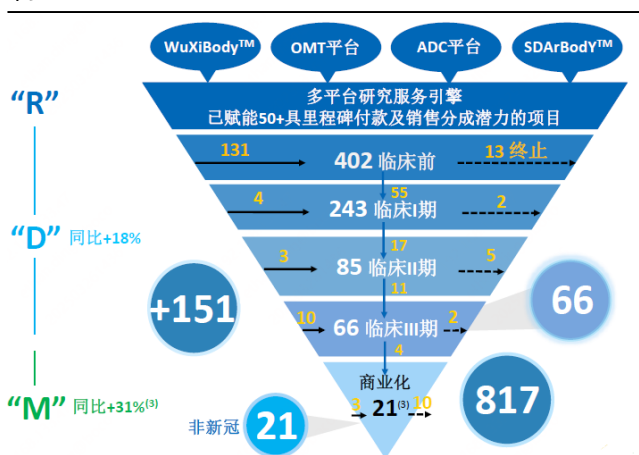 WuXiBody™
OMT平台
ADC平台
SDArBodY™
“R”
多平台研究服务引擎
已赋能50+具里程碑付款及销售分成潜力的项目
131
402 临床前
13 终止
55
4
243 临床I期
2
“D” 同比+18%
17
3
85 临床II期
5
11
+151
10
66 临床III期
2
66
4
商业化
“M” 同比+31%(3)
3
21(3)
10
817
非新冠
21